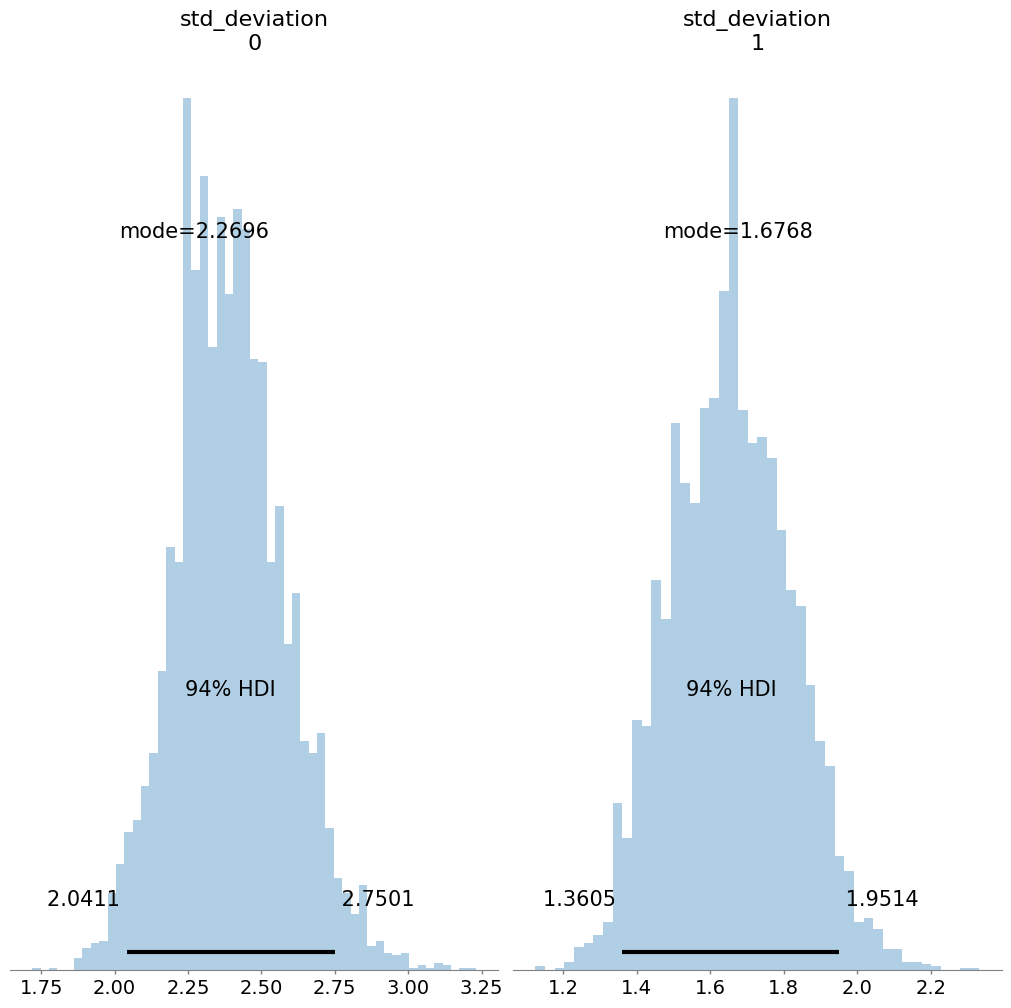 std_deviation
0
mode=2.2696
94% HDI
2.0411
2.7501
1.75 2.00 2.25 2.50 2.75 3.00 3.25
std_deviation
1
mode=1.6768
94% HDI
1.3605
1.9514
1.2 1.4 1.6 1.8 2.0 2.2